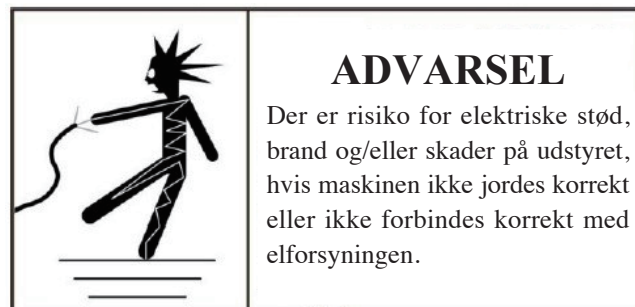 ADVARSEL
Der er risiko for elektriske stød,
brand og/eller skader på udstyret,
hvis maskinen ikke jordes korrekt
eller ikke forbindes korrekt med
elforsyningen.